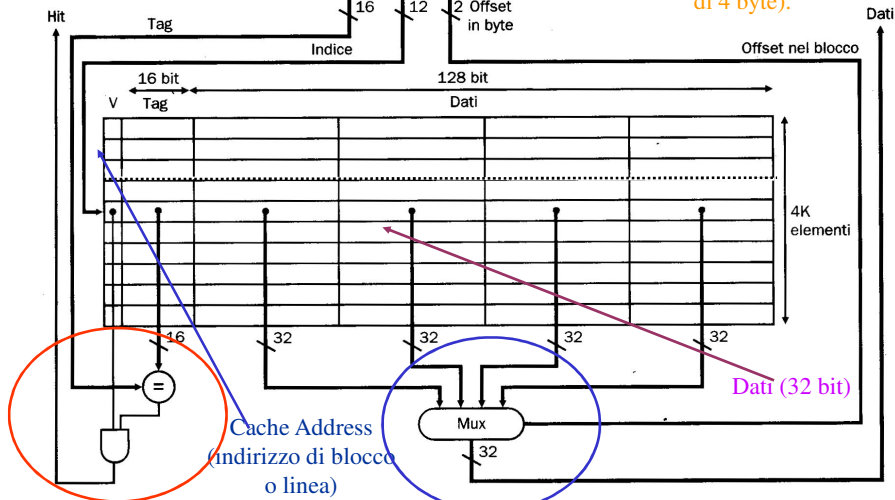 di 4 byte).
Hit
16
12
2
Offset
in byte
Dati
Tag
Indice
Offset nel blocco
16 bit
128 bit
V
Tag
Dati
4K
elementi
16
32
32
32
32
=
Dati (32 bit)
Mux
Cache Address
(indirizzo di blocco
o linea)
32